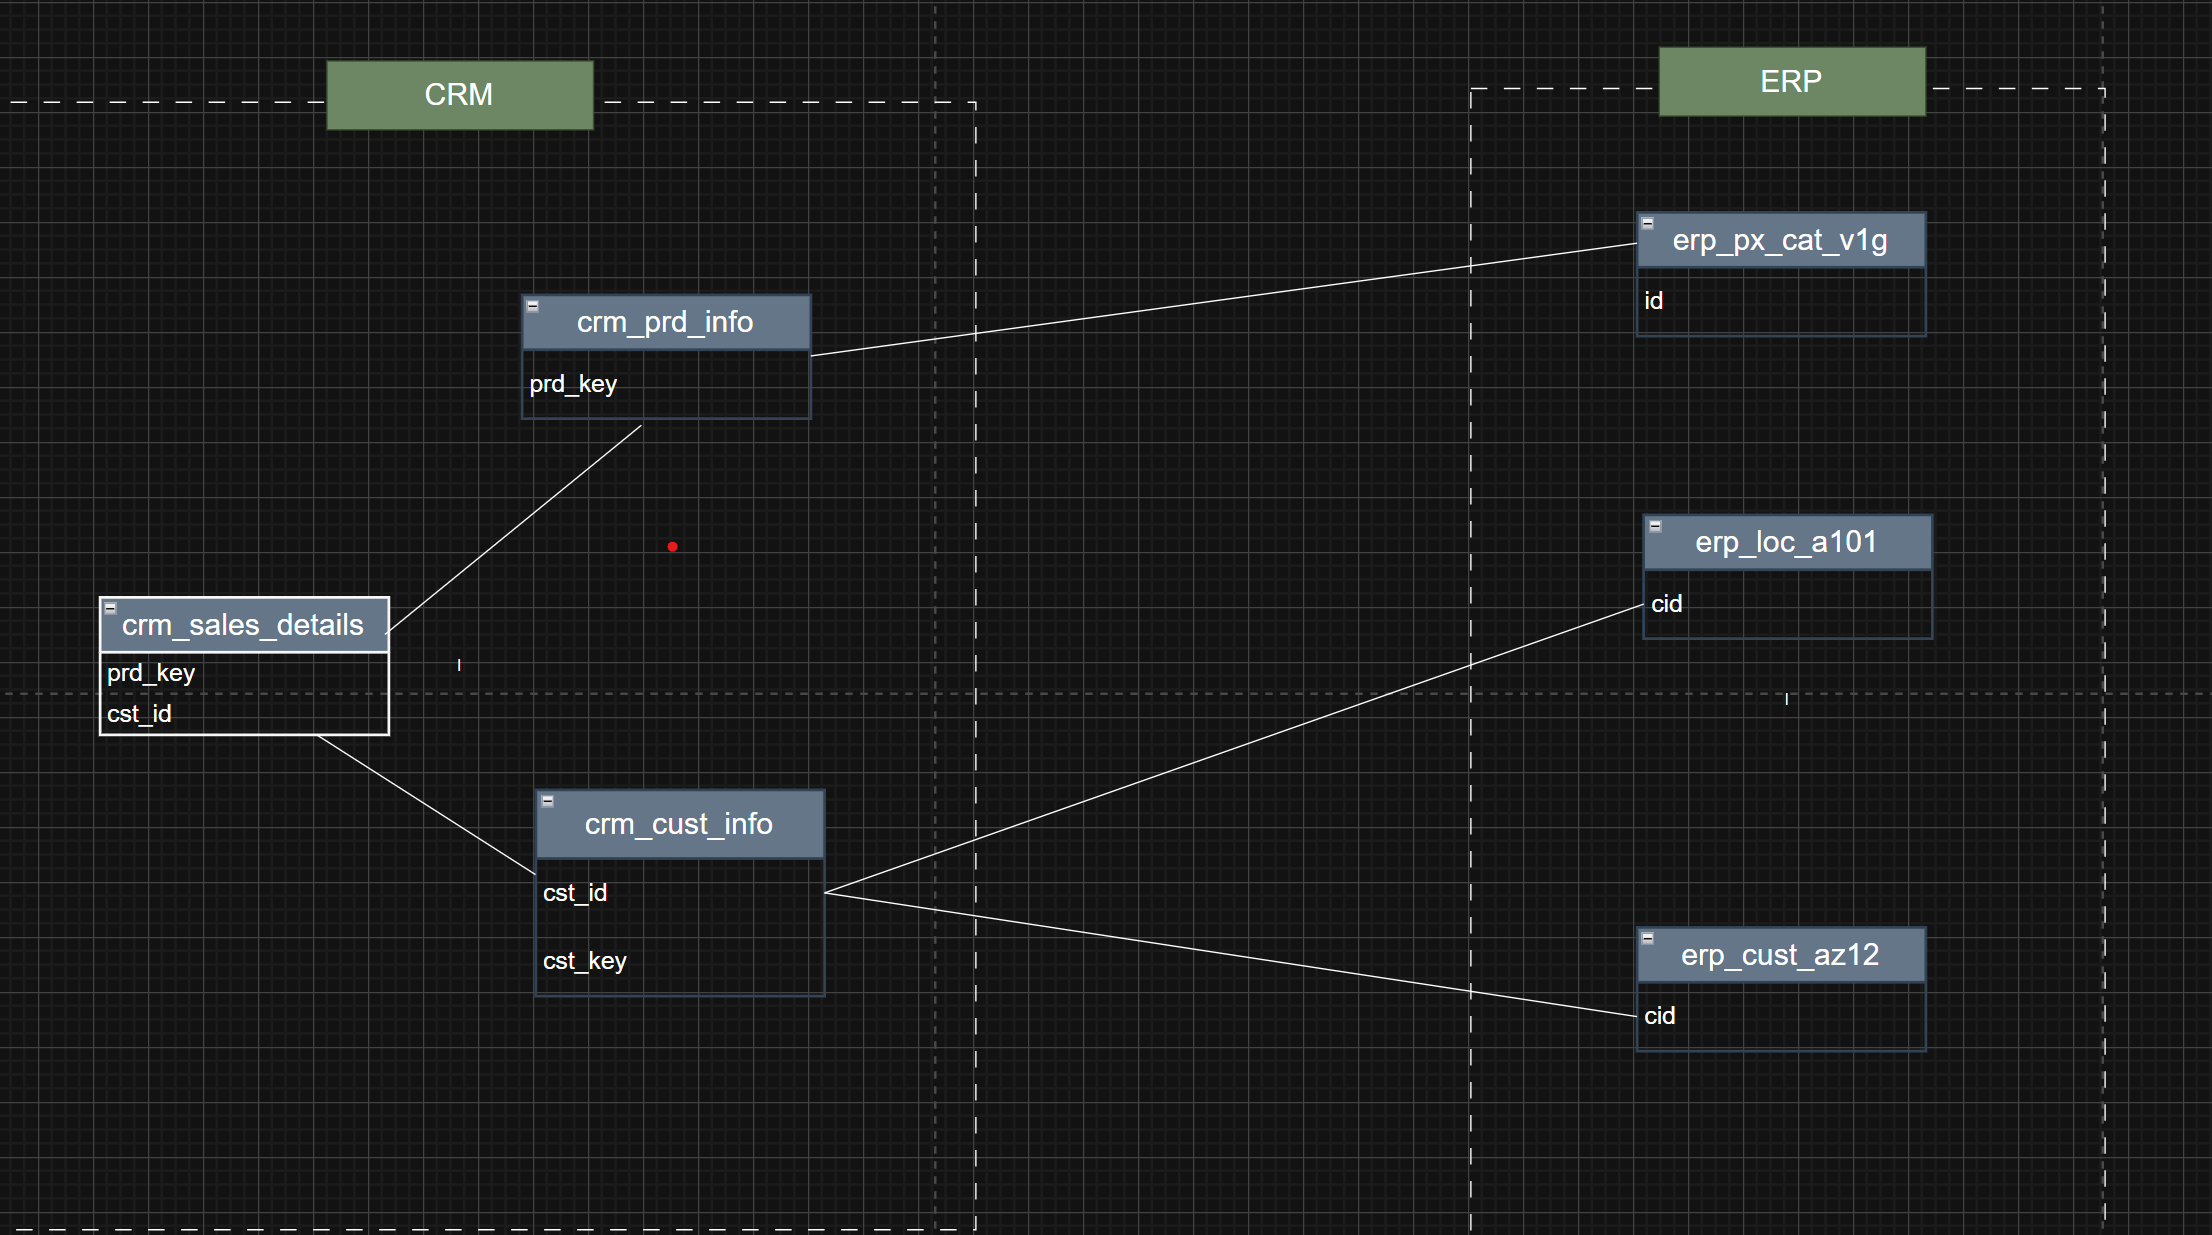 CRM
ERP
erp_px_cat_v1g
id
crm_prd_info
prd_key
erp_loc_a101
cid
crm_sales_details
prd_key
cst_id
crm_cust_info
cst_id
cst_key
erp_cust_az12
cid